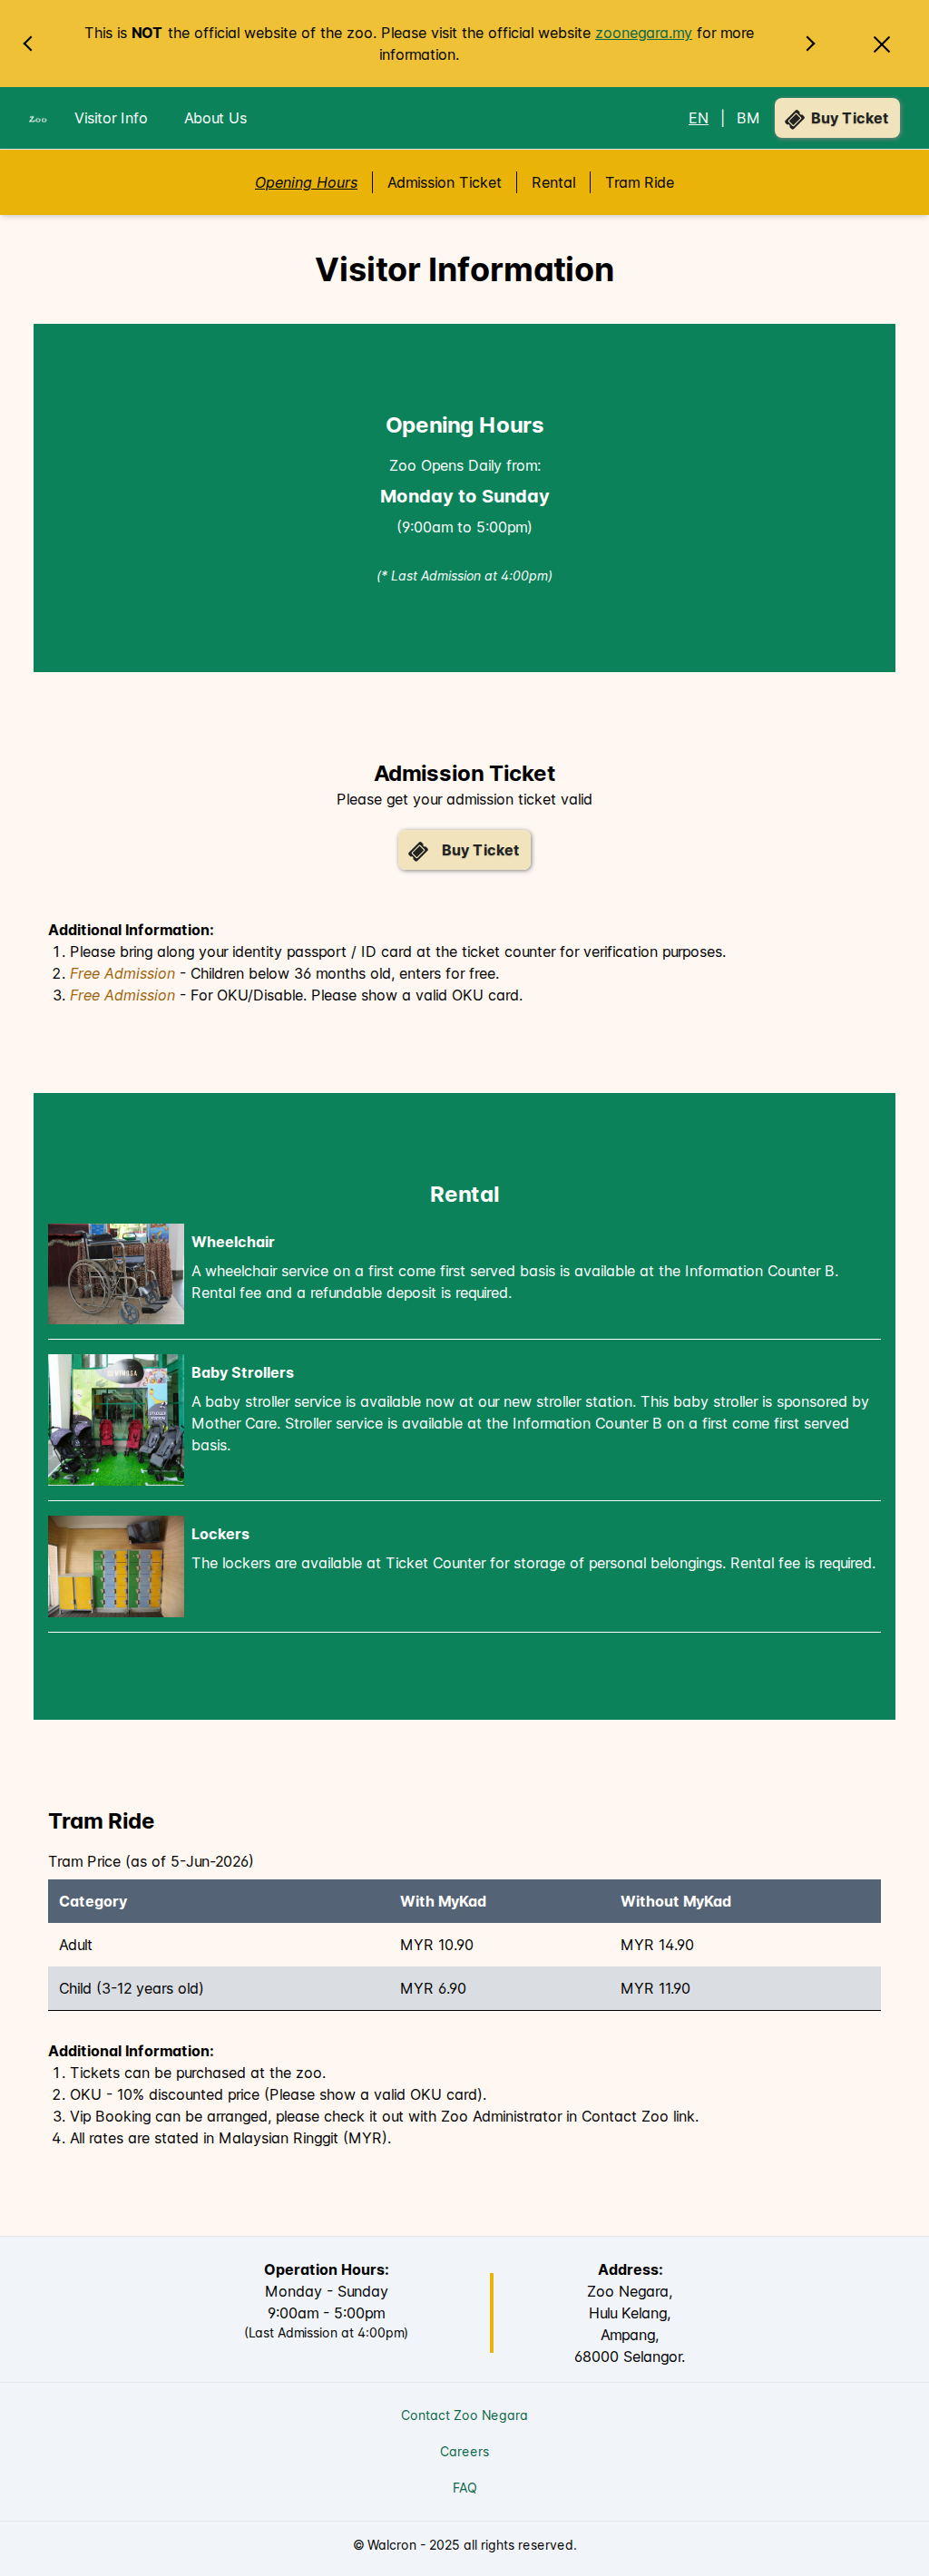 This is NOT the official website of the zoo. Please visit the official website zoonegara.my for more
information.
Zoo
Visitor Info
About Us
EN | BM
Buy Ticket
Opening Hours
Admission Ticket
Rental
Tram Ride
Visitor Information
Opening Hours
Zoo Opens Daily from:
Monday to Sunday
(9:00am to 5:00pm)
(* Last Admission at 4:00pm)
Admission Ticket
Please get your admission ticket valid
Buy Ticket
Additional Information:
1. Please bring along your identity passport / ID card at the ticket counter for verification purposes.
2. Free Admission - Children below 36 months old, enters for free.
3. Free Admission - For OKU/Disable. Please show a valid OKU card.
Rental
Wheelchair
A wheelchair service on a first come first served basis is available at the Information Counter B.
Rental fee and a refundable deposit is required.
Baby Strollers
A baby stroller service is available now at our new stroller station. This baby stroller is sponsored by
Mother Care. Stroller service is available at the Information Counter B on a first come first served
basis.
Lockers
The lockers are available at Ticket Counter for storage of personal belongings. Rental fee is required.
Tram Ride
Tram Price (as of 5-Jun-2026)
Category With MyKad Without MyKad
Adult MYR 10.90 MYR 14.90
Child (3-12 years old) MYR 6.90 MYR 11.90
Additional Information:
1. Tickets can be purchased at the zoo.
2. OKU - 10% discounted price (Please show a valid OKU card).
3. Vip Booking can be arranged, please check it out with Zoo Administrator in Contact Zoo link.
4. All rates are stated in Malaysian Ringgit (MYR).
Operation Hours:
Monday - Sunday
9:00am - 5:00pm
(Last Admission at 4:00pm)
Address:
Zoo Negara,
Hulu Kelang,
Ampang,
68000 Selangor.
Contact Zoo Negara
Careers
FAQ
© Walcron - 2025 all rights reserved.